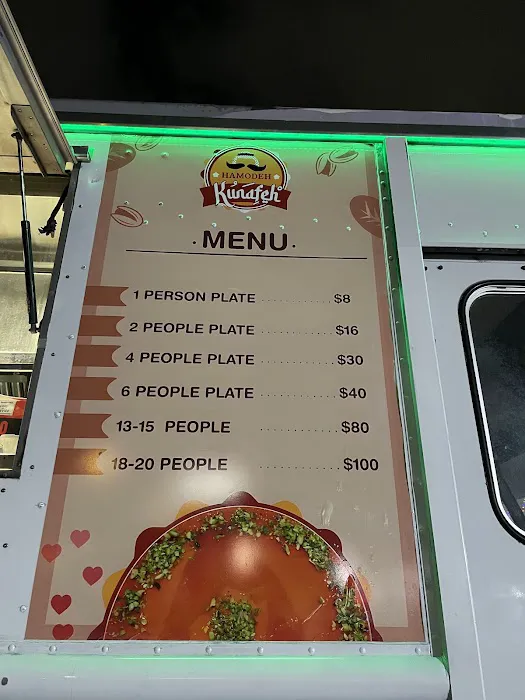 HAMODEH
Kunafeh
· MENU ·
1 PERSON PLATE ............ $8
2 PEOPLE PLATE ............ $16
4 PEOPLE PLATE ............ $30
6 PEOPLE PLATE ............ $40
13-15 PEOPLE ............ $80
18-20 PEOPLE ............ $100